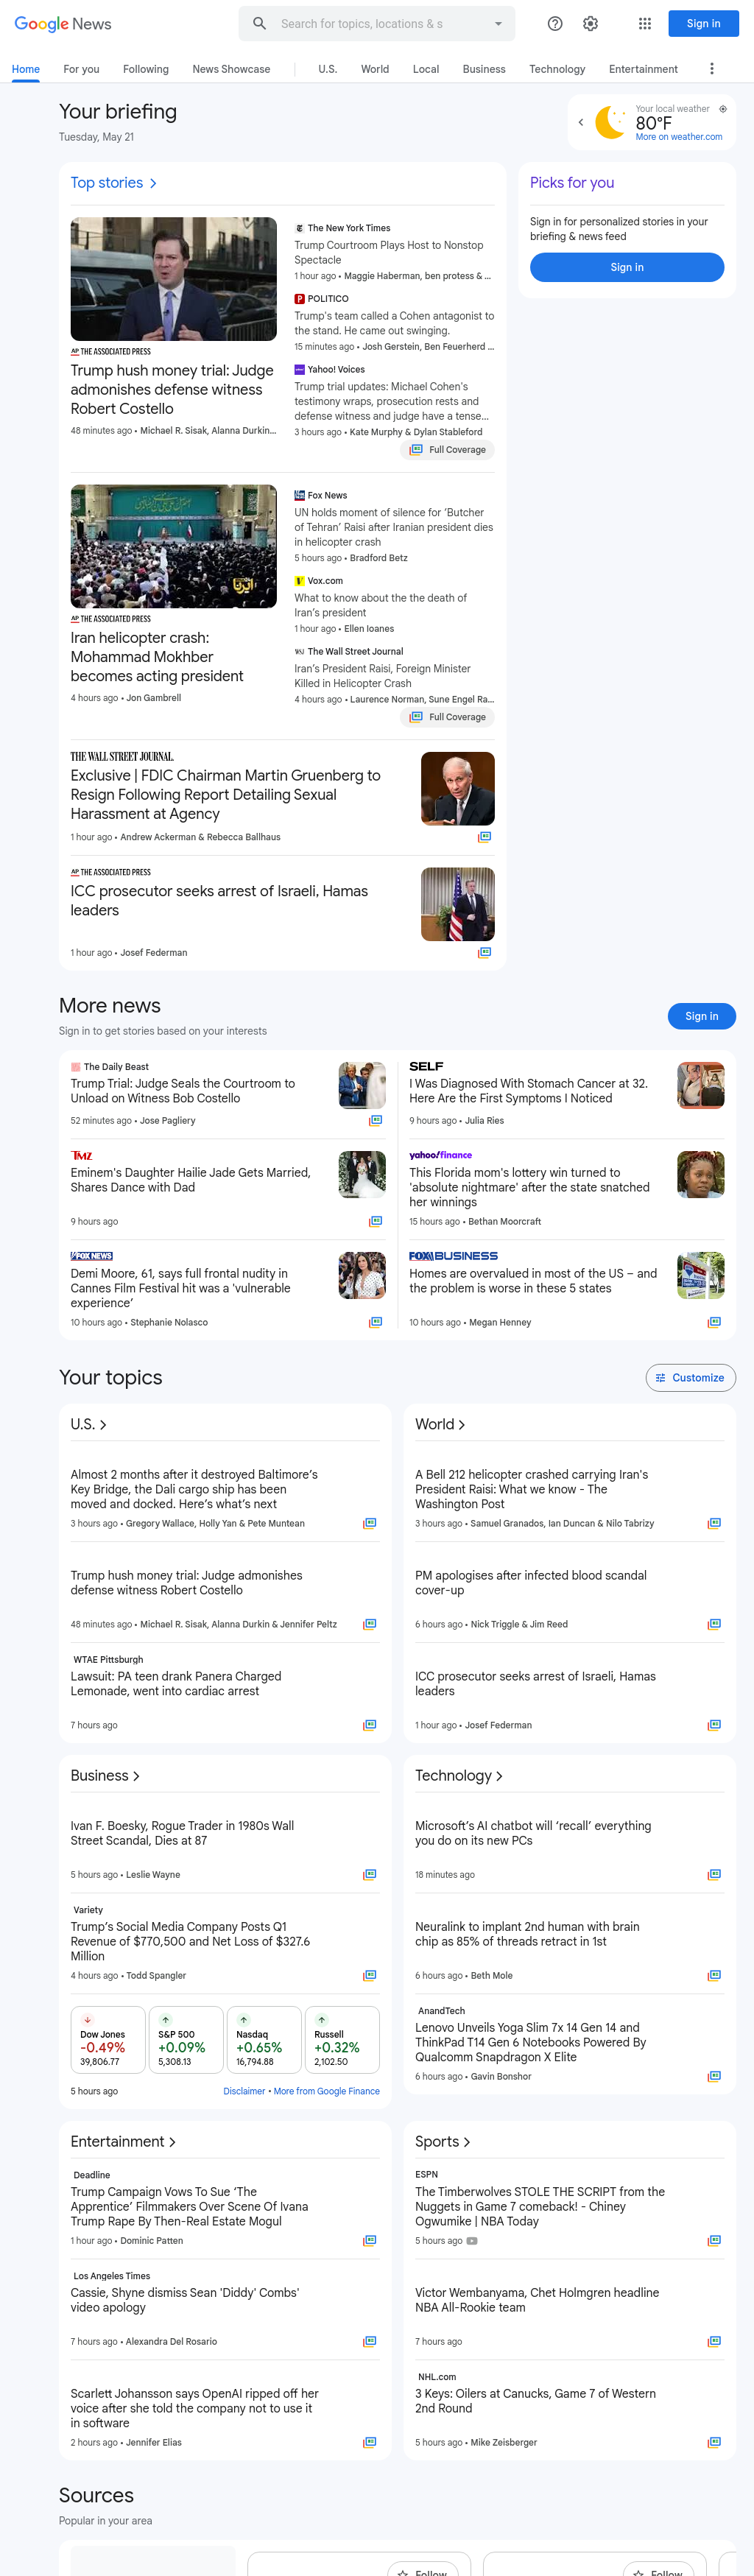 Google News
Search for topics, locations & s
Sign in
Home
For you
Following
News Showcase
U.S.
World
Local
Business
Technology
Entertainment
Your briefing
Tuesday, May 21
Your local weather
80°F
More on weather.com
Top stories
THE ASSOCIATED PRESS
Trump hush money trial: Judge
admonishes defense witness
Robert Costello
48 minutes ago • Michael R. Sisak, Alanna Durkin...
The New York Times
Trump Courtroom Plays Host to Nonstop
Spectacle
1 hour ago • Maggie Haberman, ben protess & ...
POLITICO
Trump's team called a Cohen antagonist to
the stand. He came out swinging.
15 minutes ago • Josh Gerstein, Ben Feuerherd ...
Yahoo! Voices
Trump trial updates: Michael Cohen's
testimony wraps, prosecution rests and
defense witness and judge have a tense...
3 hours ago • Kate Murphy & Dylan Stableford
Full Coverage
Picks for you
Sign in for personalized stories in your
briefing & news feed
Sign in
THE ASSOCIATED PRESS
Iran helicopter crash:
Mohammad Mokhber
becomes acting president
4 hours ago • Jon Gambrell
Fox News
UN holds moment of silence for ‘Butcher
of Tehran’ Raisi after Iranian president dies
in helicopter crash
5 hours ago • Bradford Betz
Vox.com
What to know about the the death of
Iran’s president
1 hour ago • Ellen Ioanes
The Wall Street Journal
Iran’s President Raisi, Foreign Minister
Killed in Helicopter Crash
4 hours ago • Laurence Norman, Sune Engel Ra...
Full Coverage
THE WALL STREET JOURNAL.
Exclusive | FDIC Chairman Martin Gruenberg to
Resign Following Report Detailing Sexual
Harassment at Agency
1 hour ago • Andrew Ackerman & Rebecca Ballhaus
THE ASSOCIATED PRESS
ICC prosecutor seeks arrest of Israeli, Hamas
leaders
1 hour ago • Josef Federman
More news
Sign in to get stories based on your interests
Sign in
The Daily Beast
Trump Trial: Judge Seals the Courtroom to
Unload on Witness Bob Costello
52 minutes ago • Jose Pagliery
SELF
I Was Diagnosed With Stomach Cancer at 32.
Here Are the First Symptoms I Noticed
9 hours ago • Julia Ries
TMZ
Eminem's Daughter Hailie Jade Gets Married,
Shares Dance with Dad
9 hours ago
yahoo!finance
This Florida mom's lottery win turned to
'absolute nightmare' after the state snatched
her winnings
15 hours ago • Bethan Moorcraft
FOX NEWS
Demi Moore, 61, says full frontal nudity in
Cannes Film Festival hit was a 'vulnerable
experience’
10 hours ago • Stephanie Nolasco
FOX BUSINESS
Homes are overvalued in most of the US – and
the problem is worse in these 5 states
10 hours ago • Megan Henney
Your topics
Customize
U.S.
Almost 2 months after it destroyed Baltimore’s
Key Bridge, the Dali cargo ship has been
moved and docked. Here’s what’s next
3 hours ago • Gregory Wallace, Holly Yan & Pete Muntean
Trump hush money trial: Judge admonishes
defense witness Robert Costello
48 minutes ago • Michael R. Sisak, Alanna Durkin & Jennifer Peltz
WTAE Pittsburgh
Lawsuit: PA teen drank Panera Charged
Lemonade, went into cardiac arrest
7 hours ago
World
A Bell 212 helicopter crashed carrying Iran's
President Raisi: What we know - The
Washington Post
3 hours ago • Samuel Granados, Ian Duncan & Nilo Tabrizy
PM apologises after infected blood scandal
cover-up
6 hours ago • Nick Triggle & Jim Reed
ICC prosecutor seeks arrest of Israeli, Hamas
leaders
1 hour ago • Josef Federman
Business
Ivan F. Boesky, Rogue Trader in 1980s Wall
Street Scandal, Dies at 87
5 hours ago • Leslie Wayne
Variety
Trump’s Social Media Company Posts Q1
Revenue of $770,500 and Net Loss of $327.6
Million
4 hours ago • Todd Spangler
Dow Jones
-0.49%
39,806.77
S&P 500
+0.09%
5,308.13
Nasdaq
+0.65%
16,794.88
Russell
+0.32%
2,102.50
5 hours ago
Disclaimer • More from Google Finance
Technology
Microsoft’s AI chatbot will ‘recall’ everything
you do on its new PCs
18 minutes ago
Neuralink to implant 2nd human with brain
chip as 85% of threads retract in 1st
6 hours ago • Beth Mole
AnandTech
Lenovo Unveils Yoga Slim 7x 14 Gen 14 and
ThinkPad T14 Gen 6 Notebooks Powered By
Qualcomm Snapdragon X Elite
6 hours ago • Gavin Bonshor
Entertainment
Deadline
Trump Campaign Vows To Sue ‘The
Apprentice’ Filmmakers Over Scene Of Ivana
Trump Rape By Then-Real Estate Mogul
1 hour ago • Dominic Patten
Los Angeles Times
Cassie, Shyne dismiss Sean 'Diddy' Combs'
video apology
7 hours ago • Alexandra Del Rosario
Scarlett Johansson says OpenAI ripped off her
voice after she told the company not to use it
in software
2 hours ago • Jennifer Elias
Sports
ESPN
The Timberwolves STOLE THE SCRIPT from the
Nuggets in Game 7 comeback! - Chiney
Ogwumike | NBA Today
5 hours ago
Victor Wembanyama, Chet Holmgren headline
NBA All-Rookie team
7 hours ago
NHL.com
3 Keys: Oilers at Canucks, Game 7 of Western
2nd Round
5 hours ago • Mike Zeisberger
Sources
Popular in your area
Follow
Follow